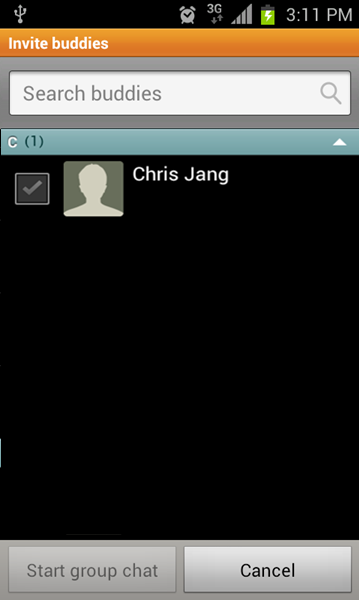 3G 3:11 PM
Invite buddies
Search buddies
C (1)
Chris Jang
Start group chat Cancel